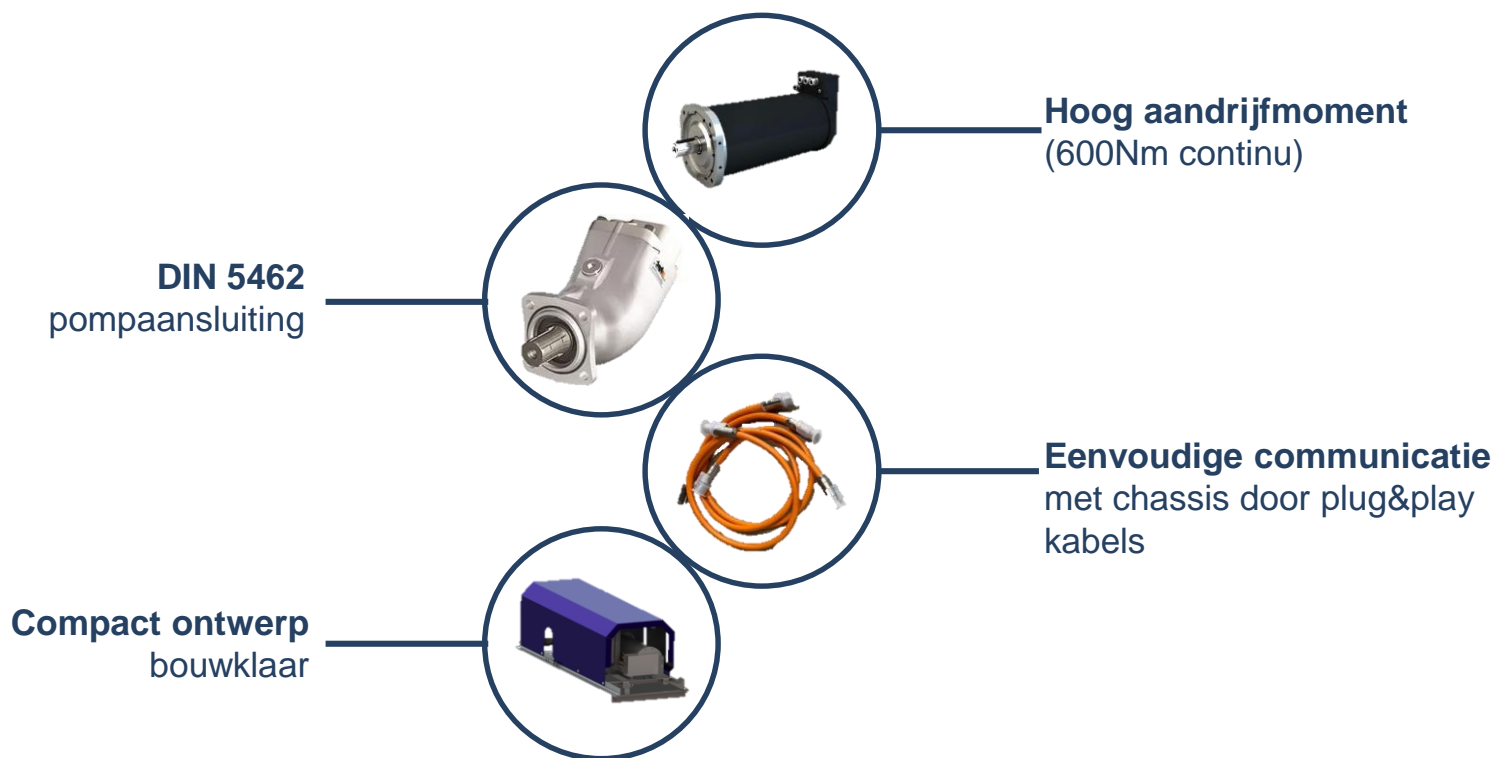 Hoog aandrijfmoment
(600Nm continu)
DIN 5462
pompaansluiting
Eenvoudige communicatie
met chassis door plug&play
kabels
Compact ontwerp
bouwklaar